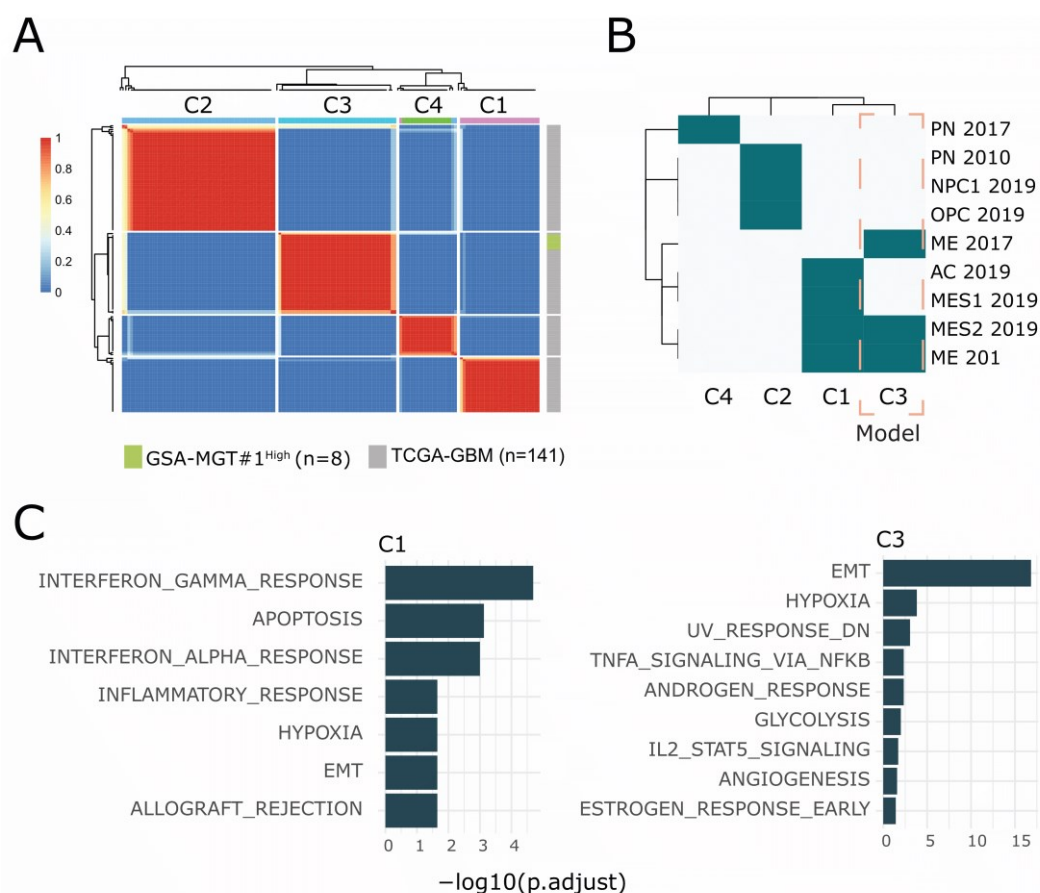 A
C2 C3 C4 C1
1
0.8
0.6
0.4
0.2
0
GSA-MGT#1High (n=8) TCGA-GBM (n=141)
B
PN 2017
PN 2010
NPC1 2019
OPC 2019
ME 2017
AC 2019
MES1 2019
MES2 2019
ME 201
C4 C2 C1 C3
Model
C
C1
INTERFERON_GAMMA_RESPONSE
APOPTOSIS
INTERFERON_ALPHA_RESPONSE
INFLAMMATORY_RESPONSE
HYPOXIA
EMT
ALLOGRAFT_REJECTION
0 1 2 3 4
C3
EMT
HYPOXIA
UV_RESPONSE_DN
TNFA_SIGNALING_VIA_NFKB
ANDROGEN_RESPONSE
GLYCOLYSIS
IL2_STAT5_SIGNALING
ANGIOGENESIS
ESTROGEN_RESPONSE_EARLY
0 5 10 15
−log10(p.adjust)